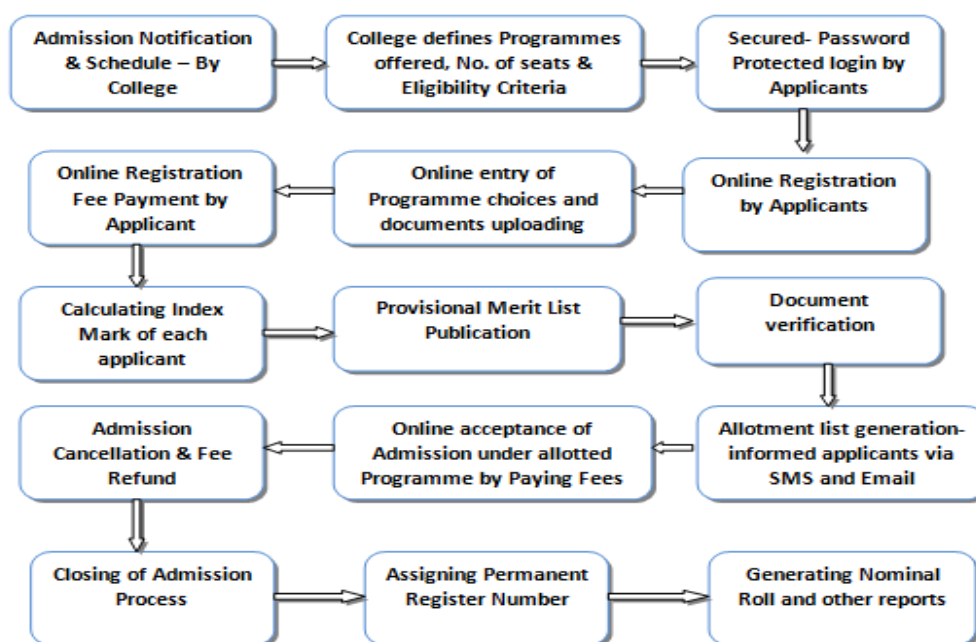 Admission Notification
& Schedule – By
College
College defines Programmes
offered, No. of seats &
Eligibility Criteria
Secured- Password
Protected login by
Applicants
Online Registration
by Applicants
Online entry of
Programme choices and
documents uploading
Online Registration
Fee Payment by
Applicant
Calculating Index
Mark of each
applicant
Provisional Merit List
Publication
Document
verification
Allotment list generation-
informed applicants via
SMS and Email
Online acceptance of
Admission under allotted
Programme by Paying Fees
Admission
Cancellation & Fee
Refund
Closing of Admission
Process
Assigning Permanent
Register Number
Generating Nominal
Roll and other reports